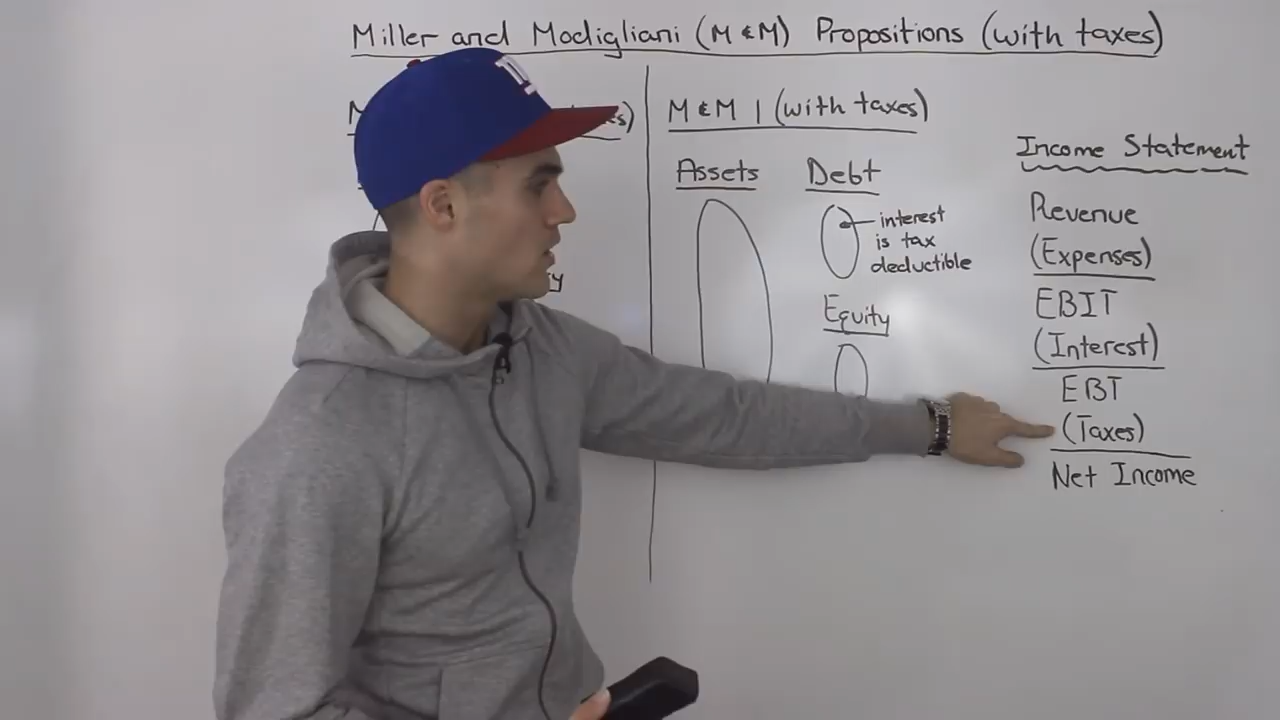 Miller and Modigliani (M & M) Propositions (with taxes)
M & M 1 (with taxes)
Assets
Debt
interest
is tax
deductible
Equity
Income Statement
Revenue
(Expenses)
EBIT
(Interest)
EBT
(Taxes)
Net Income